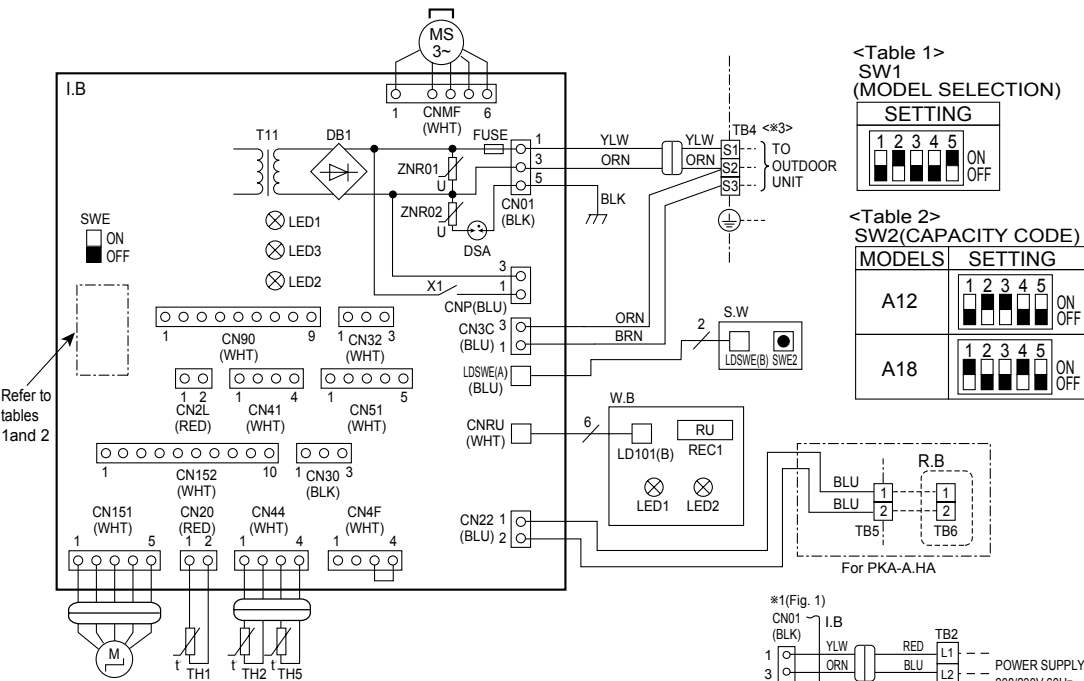 MS
3~
I.B
1 6
CNMF
(WHT)
T11
DB1
FUSE
ZNR01
U
ZNR02
U
DSA
1
3
5
CN01
(BLK)
YLW
ORN
BLK
YLW
ORN
TB4 <※3>
S1
S2
S3
TO
OUTDOOR
UNIT
SWE
ON
OFF
LED1
LED3
LED2
X1
3
1
CNP(BLU)
CN3C 3
(BLU) 1
ORN
BRN
LDSWE(A)
(BLU)
2
S.W
LDSWE(B) SWE2
1 9
CN90
(WHT)
1 3
CN32
(WHT)
1 2
CN2L
(RED)
1 4
CN41
(WHT)
1 5
CN51
(WHT)
Refer to
tables
1and 2
CNRU
(WHT)
6
W.B
LD101(B)
RU
REC1
LED1 LED2
1 10
CN152
(WHT)
1 3
CN30
(BLK)
CN151
(WHT)
1 5
CN20
(RED)
1 2
CN44
(WHT)
1 4
CN4F
(WHT)
1 4
CN22 1
(BLU) 2
BLU
BLU
1
2
TB5
R.B
1
2
TB6
For PKA-A.HA
M
t TH1
t TH2
t TH5
<Table 1>
SW1
(MODEL SELECTION)
SETTING
1 2 3 4 5
ON
OFF
<Table 2>
SW2(CAPACITY CODE)
MODELS SETTING
A12
1 2 3 4 5
ON
OFF
A18
1 2 3 4 5
ON
OFF
※1(Fig. 1)
CN01
(BLK)
I.B
1
3
YLW
ORN
RED
BLU
TB2
L1
L2
POWER SUPPLY